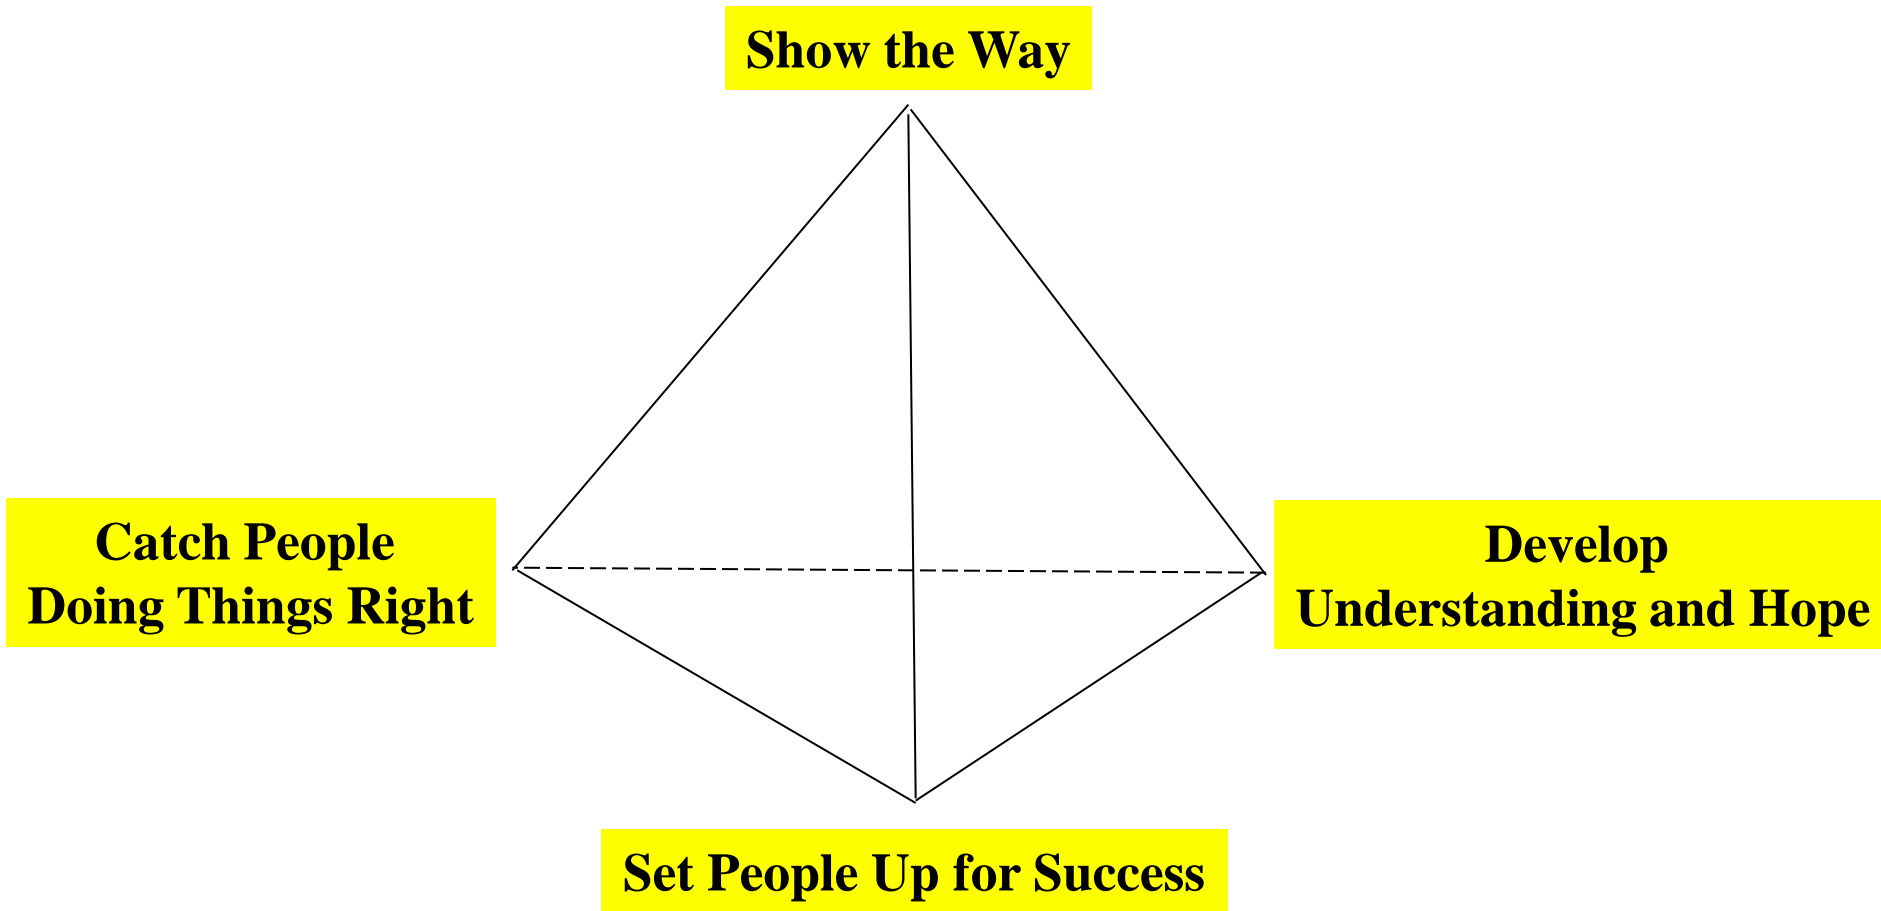 Show the Way
Catch People
Doing Things Right
Develop
Understanding and Hope
Set People Up for Success